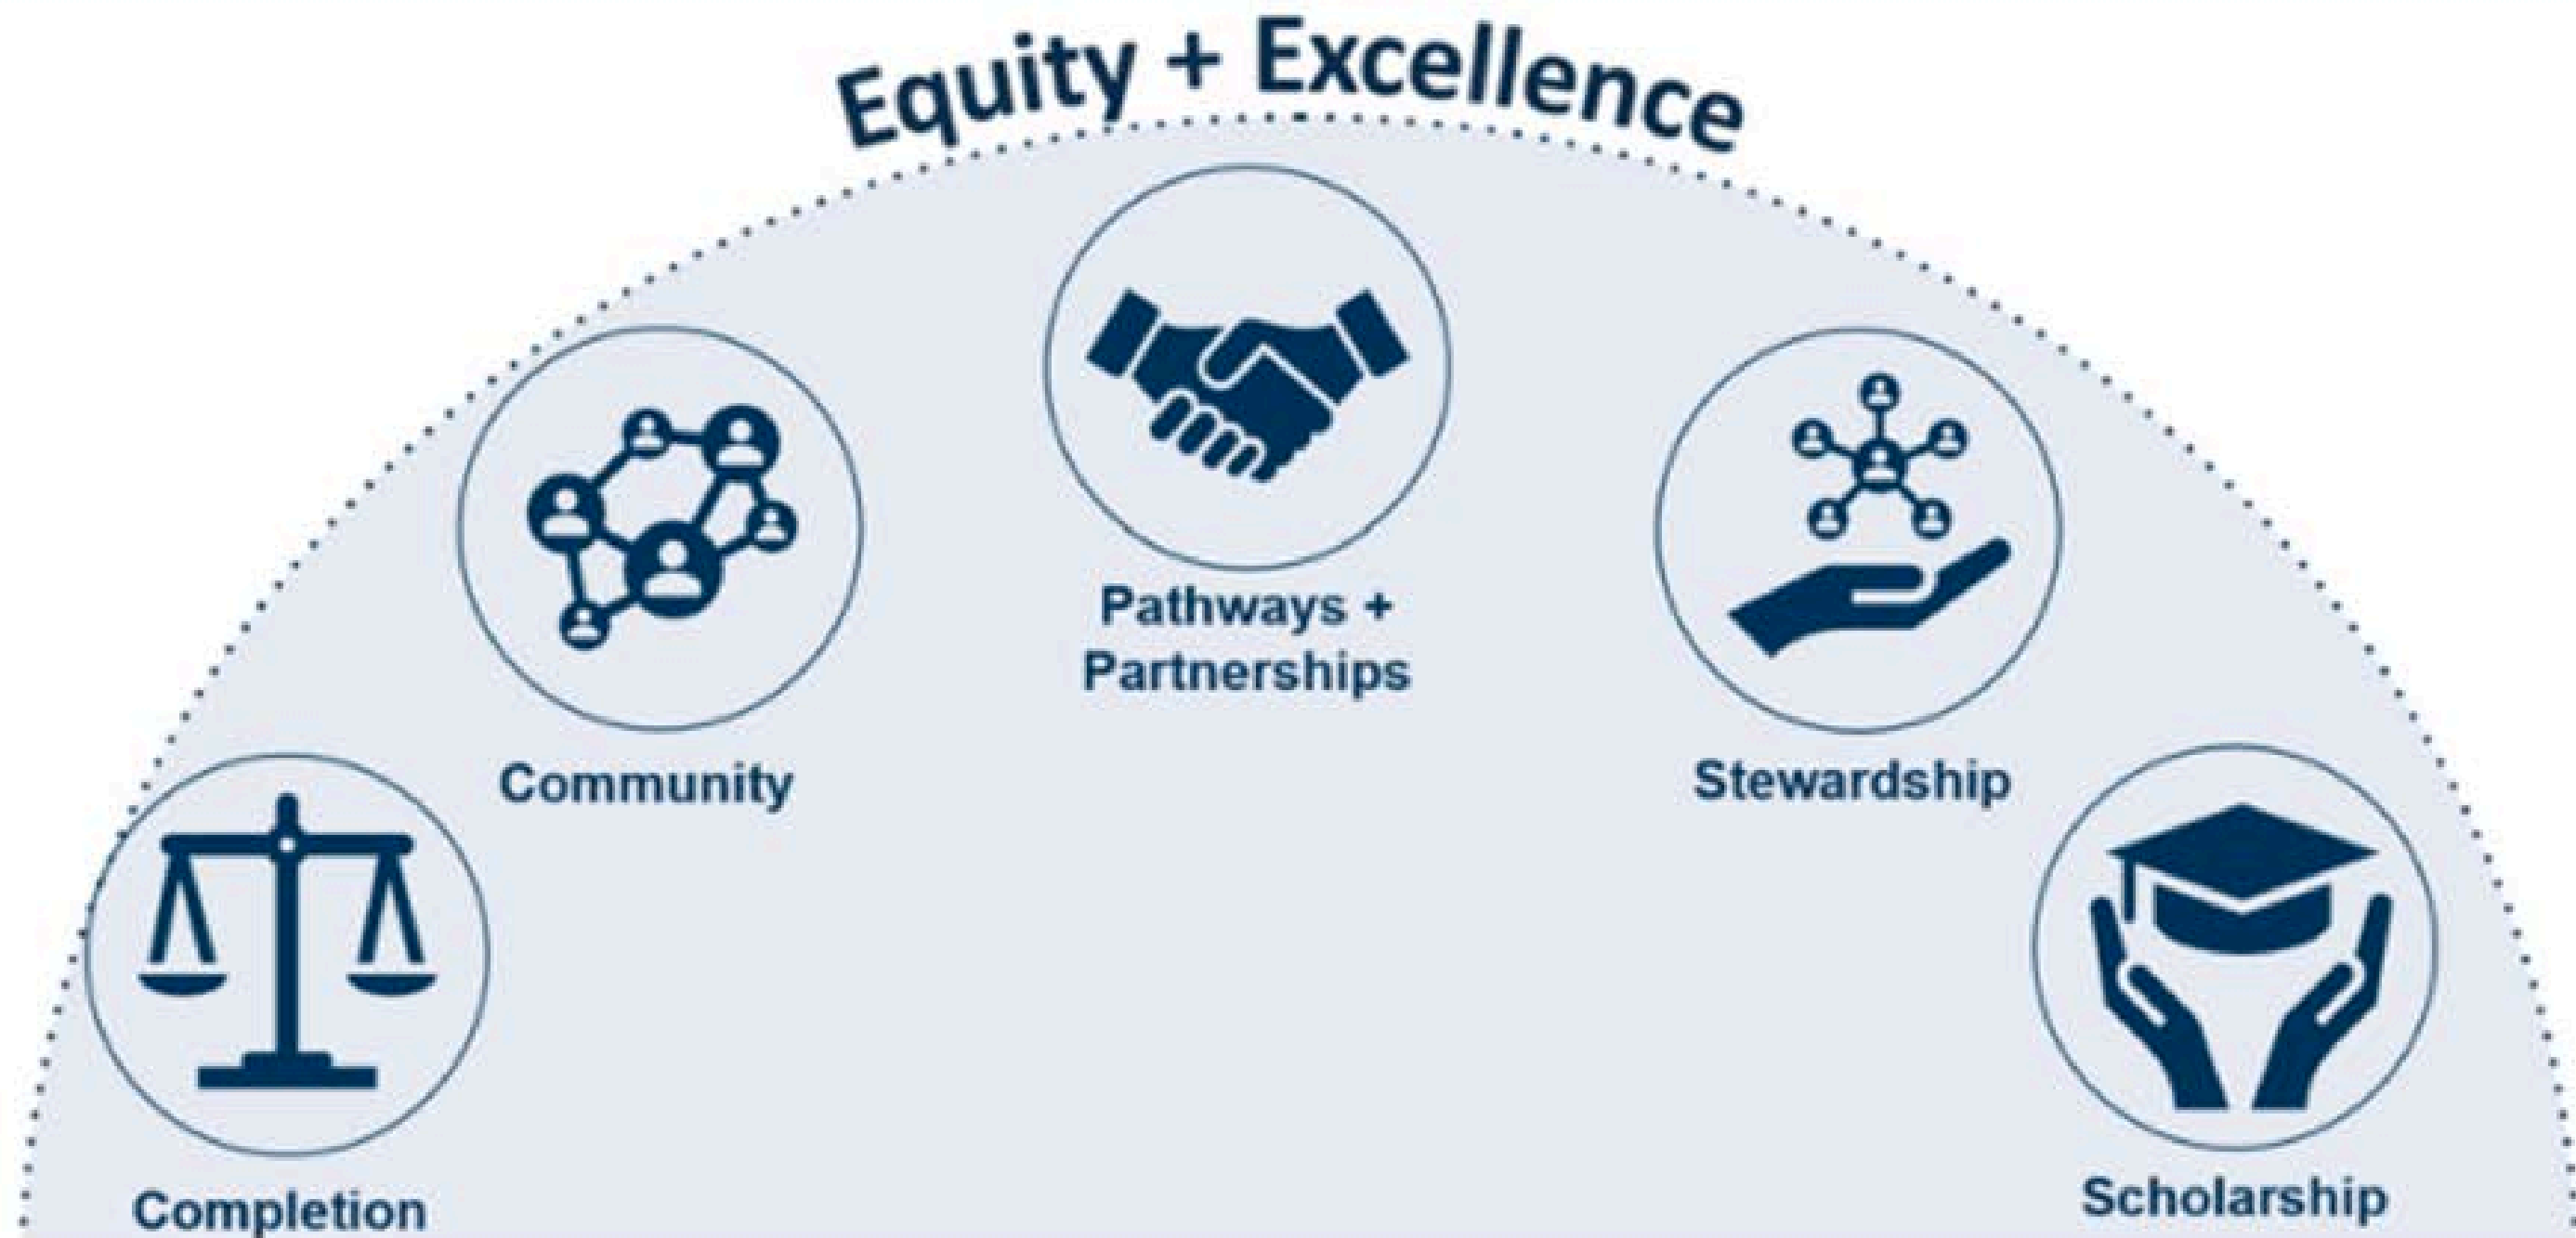 Equity + Excellence
Pathways +
Partnerships
Community
Stewardship
Completion
Scholarship